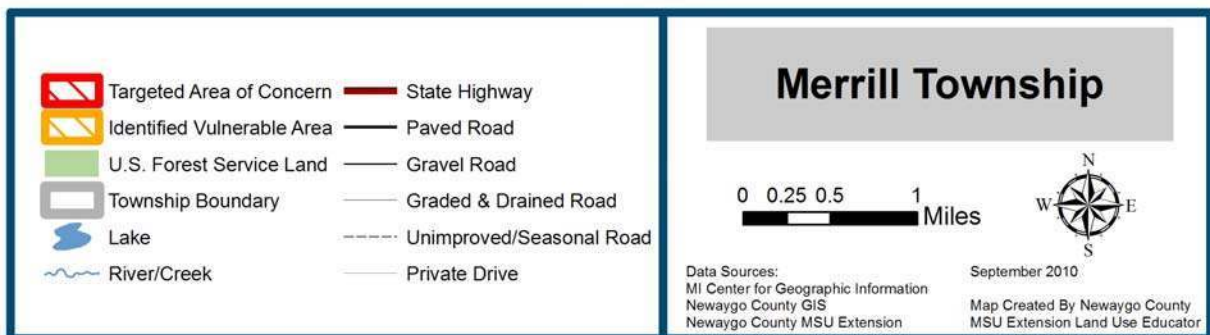 Targeted Area of Concern
Identified Vulnerable Area
U.S. Forest Service Land
Township Boundary
Lake
River/Creek
State Highway
Paved Road
Gravel Road
Graded & Drained Road
Unimproved/Seasonal Road
Private Drive
Merrill Township
0 0.25 0.5 1
Miles
N
W E
S
Data Sources:
MI Center for Geographic Information
Newaygo County GIS
Newaygo County MSU Extension
September 2010
Map Created By Newaygo County
MSU Extension Land Use Educator